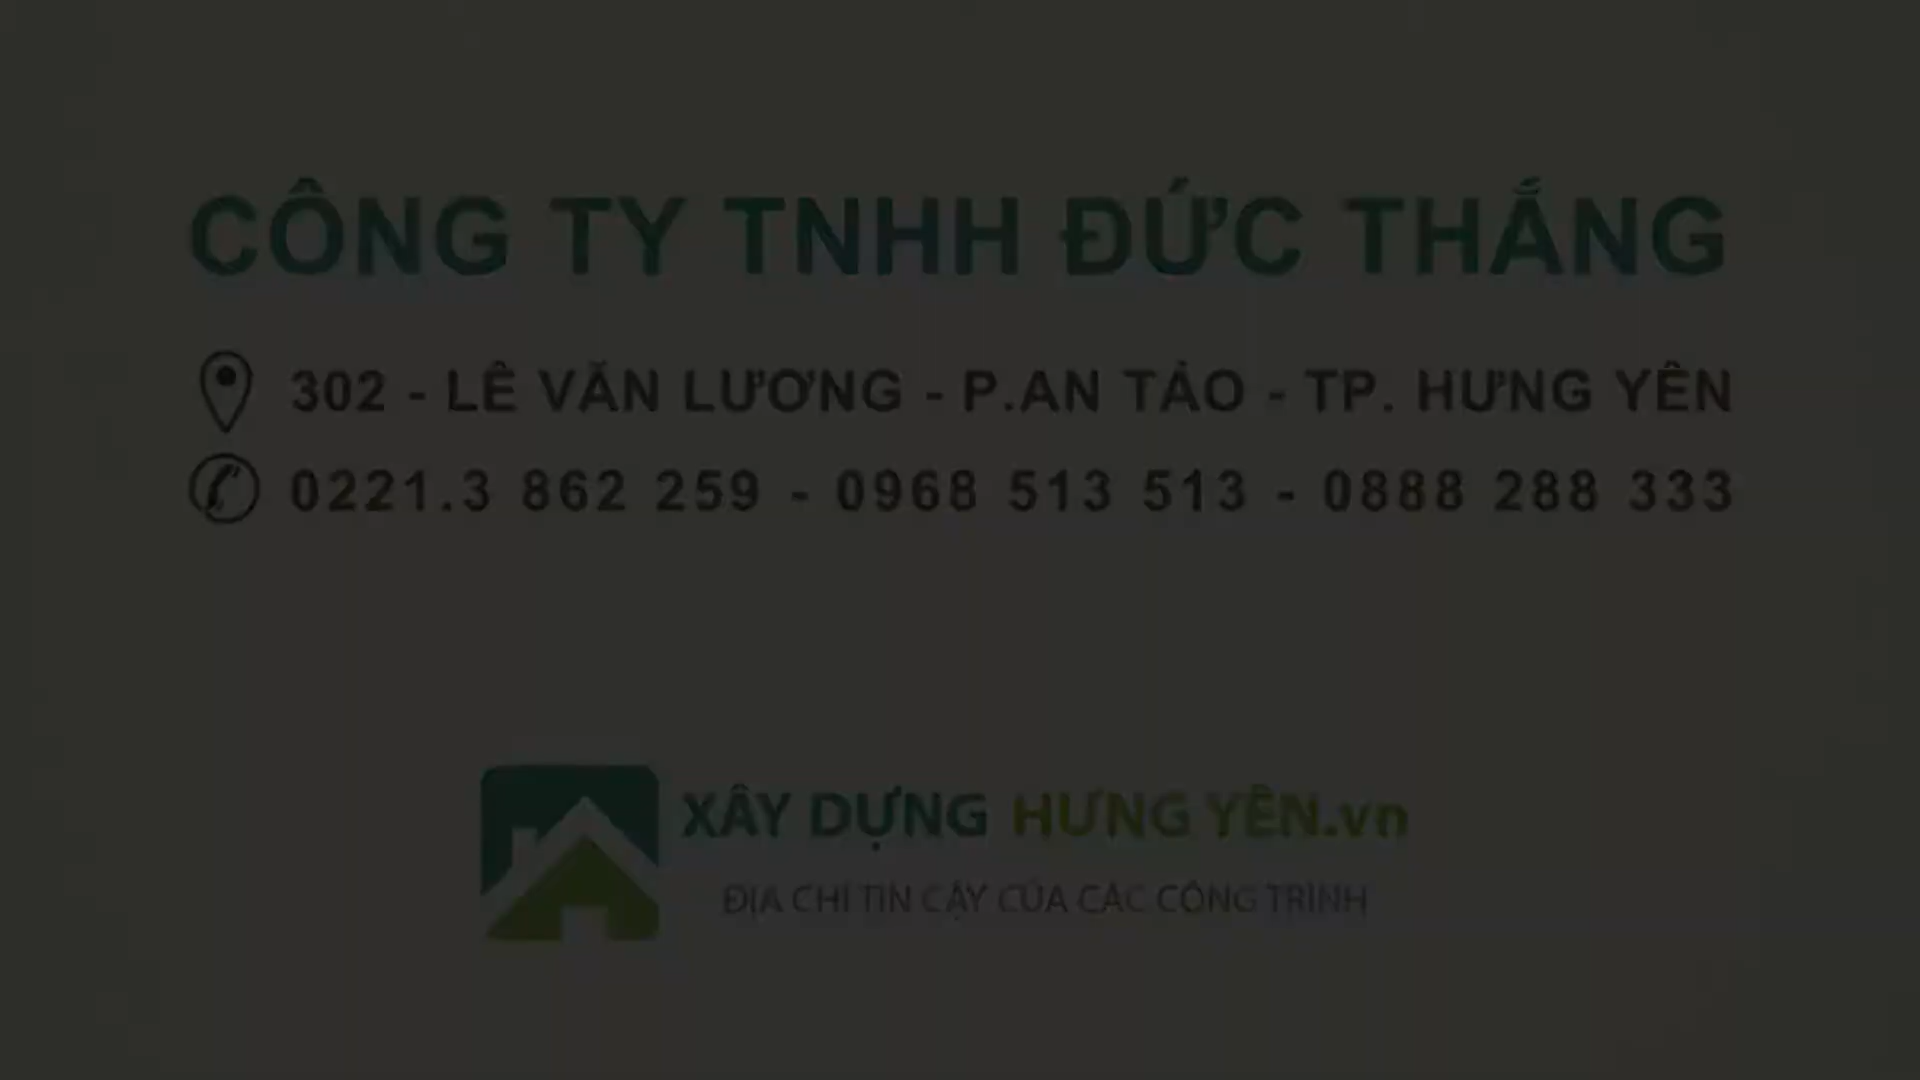 CÔNG TY TNHH ĐỨC THẮNG
302 - LÊ VĂN LƯƠNG - P.AN TẢO - TP. HƯNG YÊN
0221.3 862 259 - 0968 513 513 - 0888 288 333
XÂY DỰNG HƯNG YÊN.vn
ĐỊA CHỈ TIN CẬY CỦA CÁC CÔNG TRÌNH